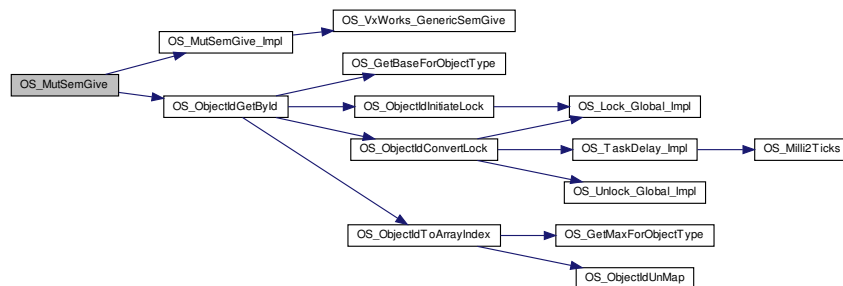 OS_VxWorks_GenericSemGive
OS_MutSemGive_Impl
OS_GetBaseForObjectType
OS_MutSemGive
OS_ObjectIdGetById
OS_ObjectIdInitiateLock
OS_Lock_Global_Impl
OS_ObjectIdConvertLock
OS_TaskDelay_Impl
OS_Milli2Ticks
OS_Unlock_Global_Impl
OS_ObjectIdToArrayIndex
OS_GetMaxForObjectType
OS_ObjectIdUnMap